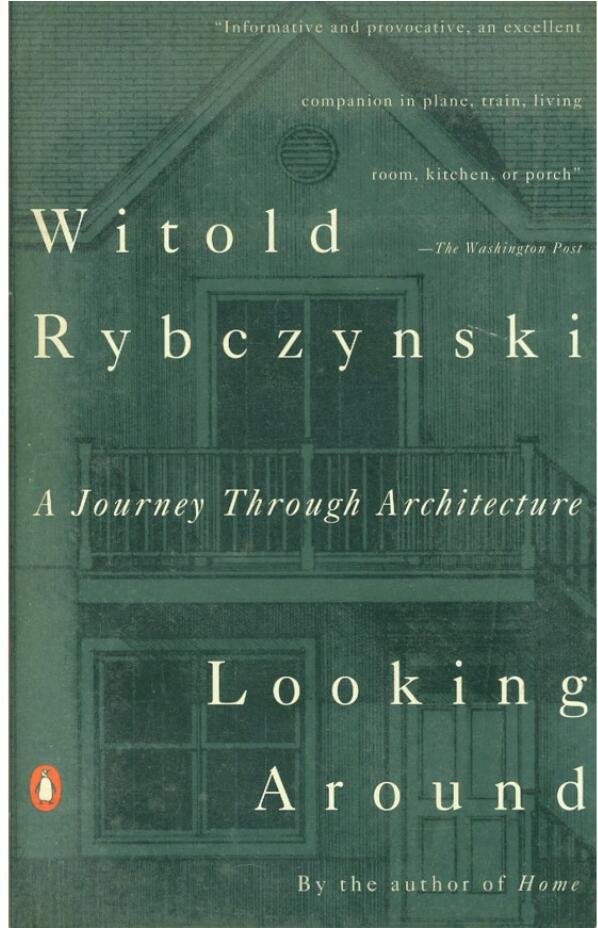 “Informative and provocative, an excellent
companion in plane, train, living
room, kitchen, or porch”
—The Washington Post
Witold
Rybczynski
A Journey Through Architecture
Looking
Around
By the author of Home